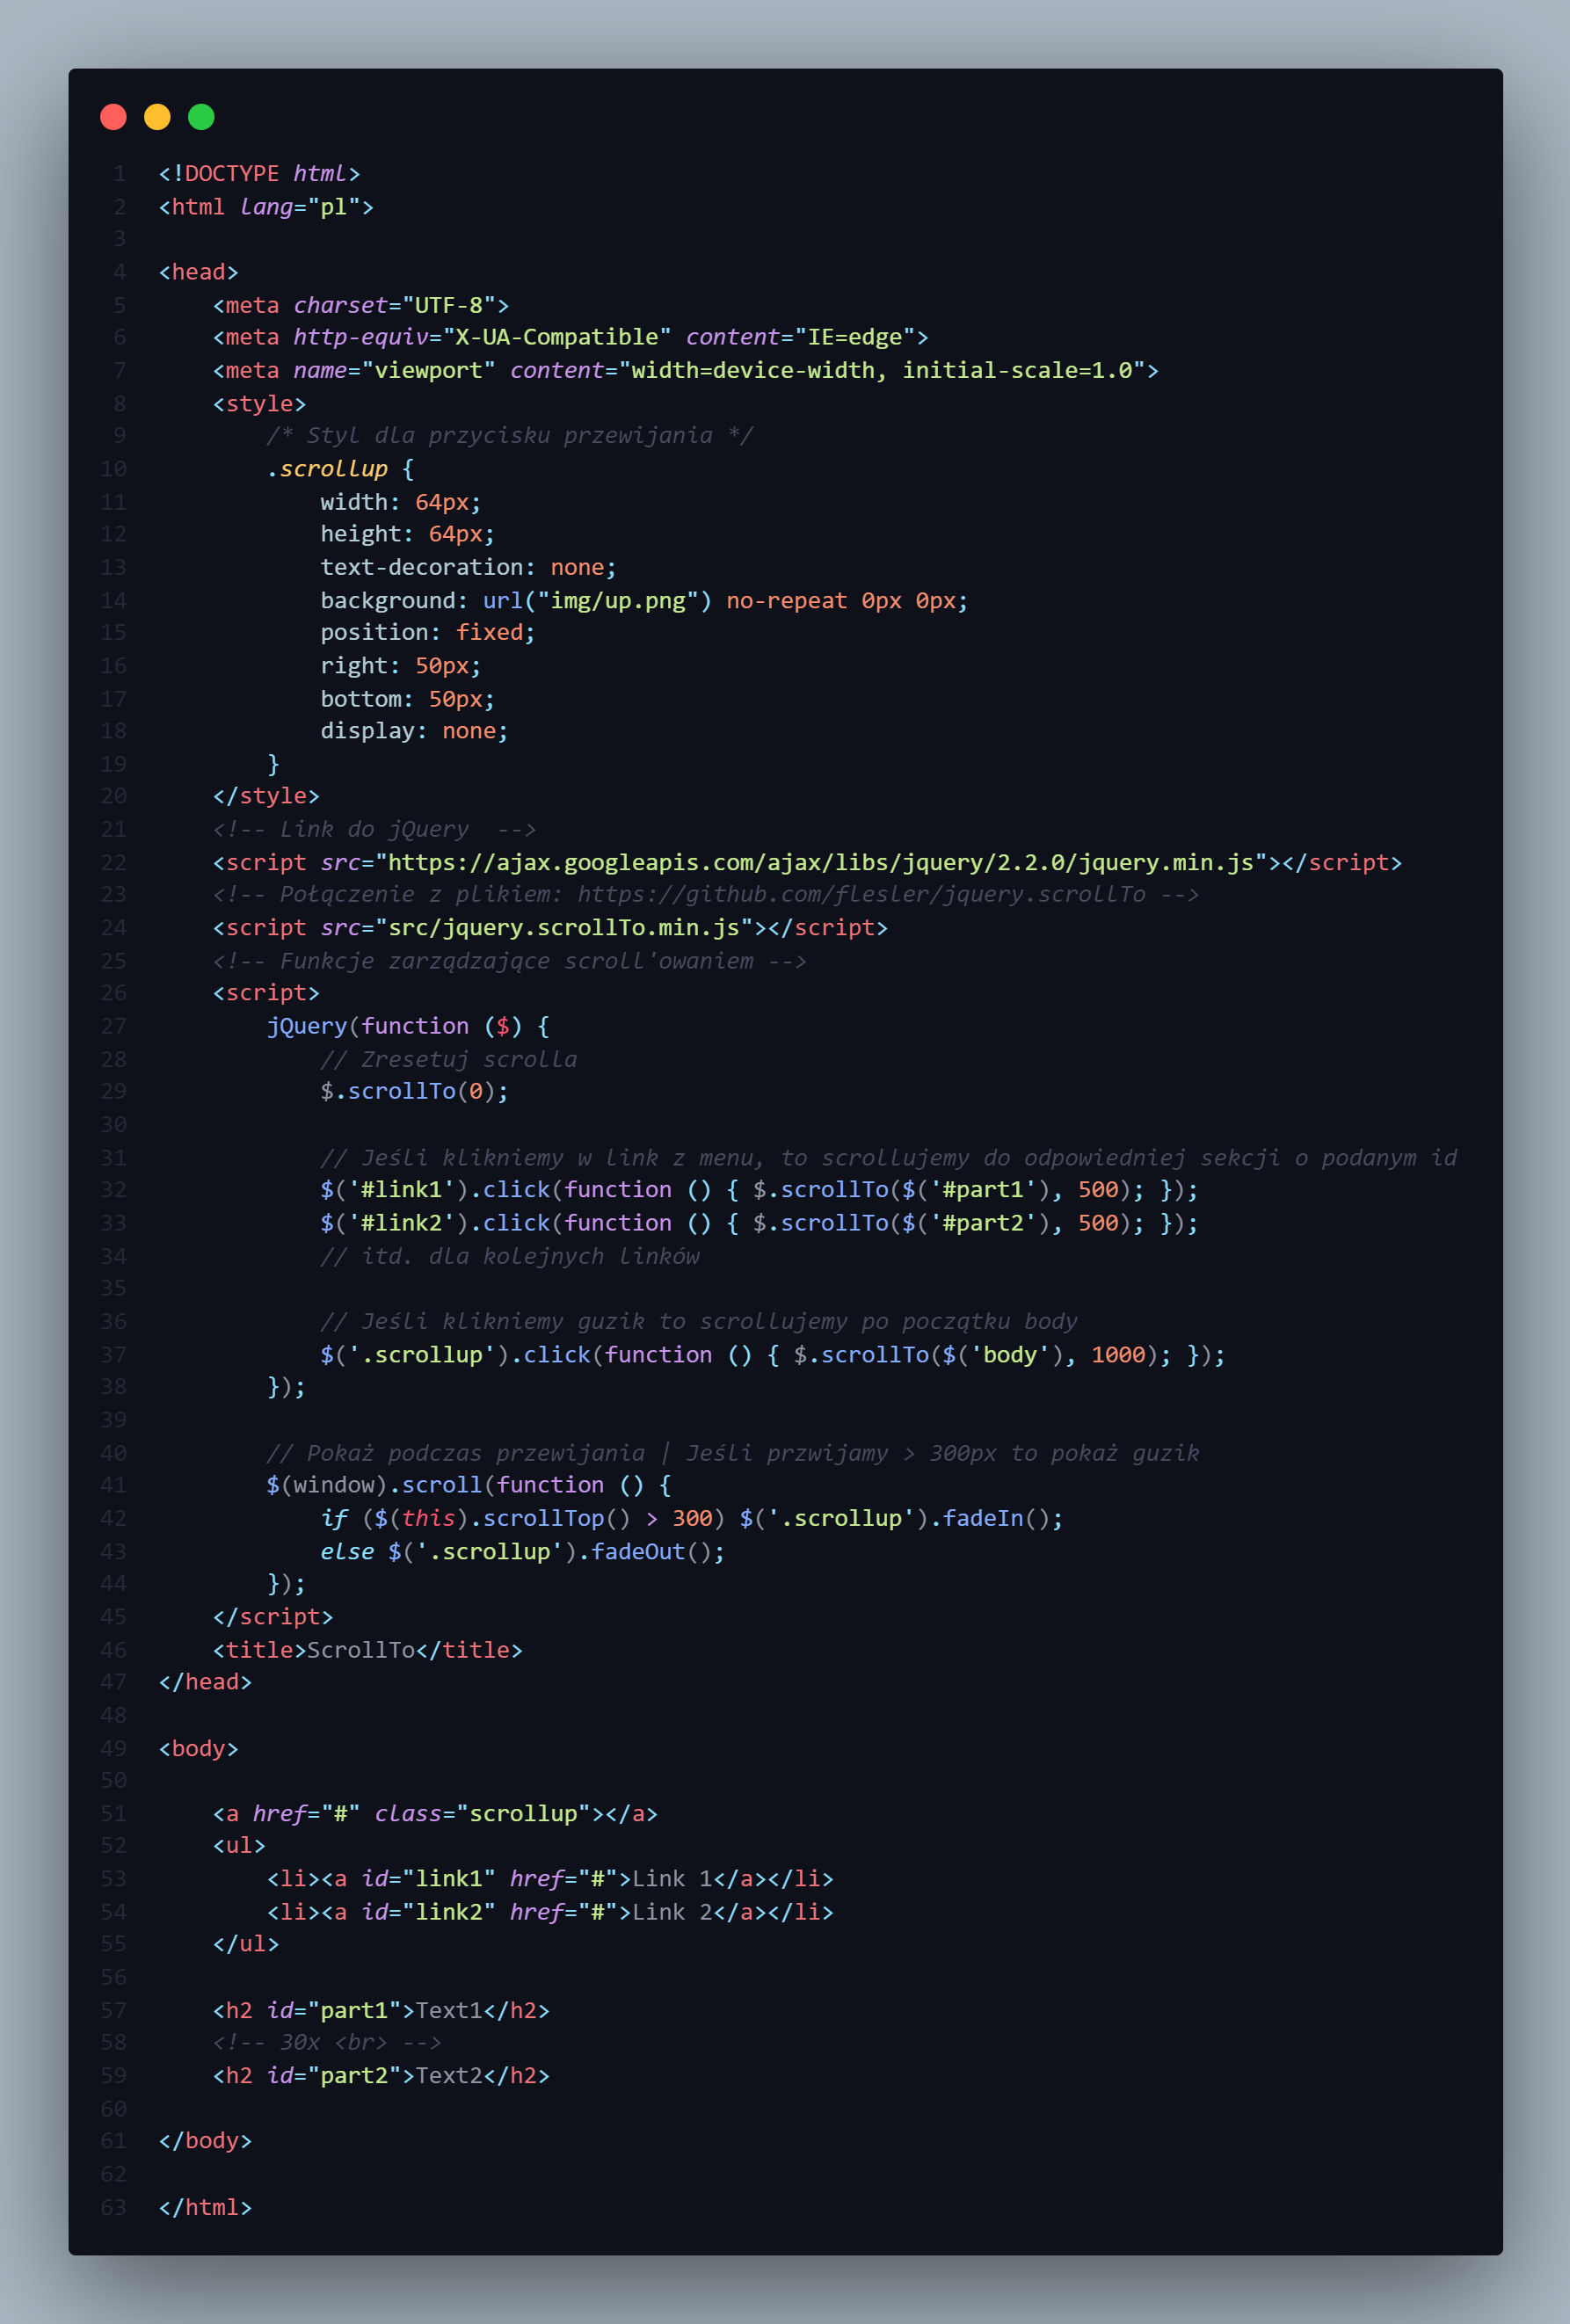 1 <!DOCTYPE html>
2 <html lang="pl">
3
4 <head>
5     <meta charset="UTF-8">
6     <meta http-equiv="X-UA-Compatible" content="IE=edge">
7     <meta name="viewport" content="width=device-width, initial-scale=1.0">
8     <style>
9         /* Styl dla przycisku przewijania */
10         .scrollup {
11             width: 64px;
12             height: 64px;
13             text-decoration: none;
14             background: url("img/up.png") no-repeat 0px 0px;
15             position: fixed;
16             right: 50px;
17             bottom: 50px;
18             display: none;
19         }
20     </style>
21     <!-- Link do jQuery  -->
22     <script src="https://ajax.googleapis.com/ajax/libs/jquery/2.2.0/jquery.min.js"></script>
23     <!-- Połączenie z plikiem: https://github.com/flesler/jquery.scrollTo -->
24     <script src="src/jquery.scrollTo.min.js"></script>
25     <!-- Funkcje zarządzające scroll'owaniem -->
26     <script>
27         jQuery(function ($) {
28             // Zresetuj scrolla
29             $.scrollTo(0);
30
31             // Jeśli klikniemy w link z menu, to scrollujemy do odpowiedniej sekcji o podanym id
32             $('#link1').click(function () { $.scrollTo($('#part1'), 500); });
33             $('#link2').click(function () { $.scrollTo($('#part2'), 500); });
34             // itd. dla kolejnych linków
35
36             // Jeśli klikniemy guzik to scrollujemy po początku body
37             $('.scrollup').click(function () { $.scrollTo($('body'), 1000); });
38         });
39
40         // Pokaż podczas przewijania | Jeśli przwijamy > 300px to pokaż guzik
41         $(window).scroll(function () {
42             if ($(this).scrollTop() > 300) $('.scrollup').fadeIn();
43             else $('.scrollup').fadeOut();
44         });
45     </script>
46     <title>ScrollTo</title>
47 </head>
48
49 <body>
50
51     <a href="#" class="scrollup"></a>
52     <ul>
53         <li><a id="link1" href="#">Link 1</a></li>
54         <li><a id="link2" href="#">Link 2</a></li>
55     </ul>
56
57     <h2 id="part1">Text1</h2>
58     <!-- 30x <br> -->
59     <h2 id="part2">Text2</h2>
60
61 </body>
62
63 </html>